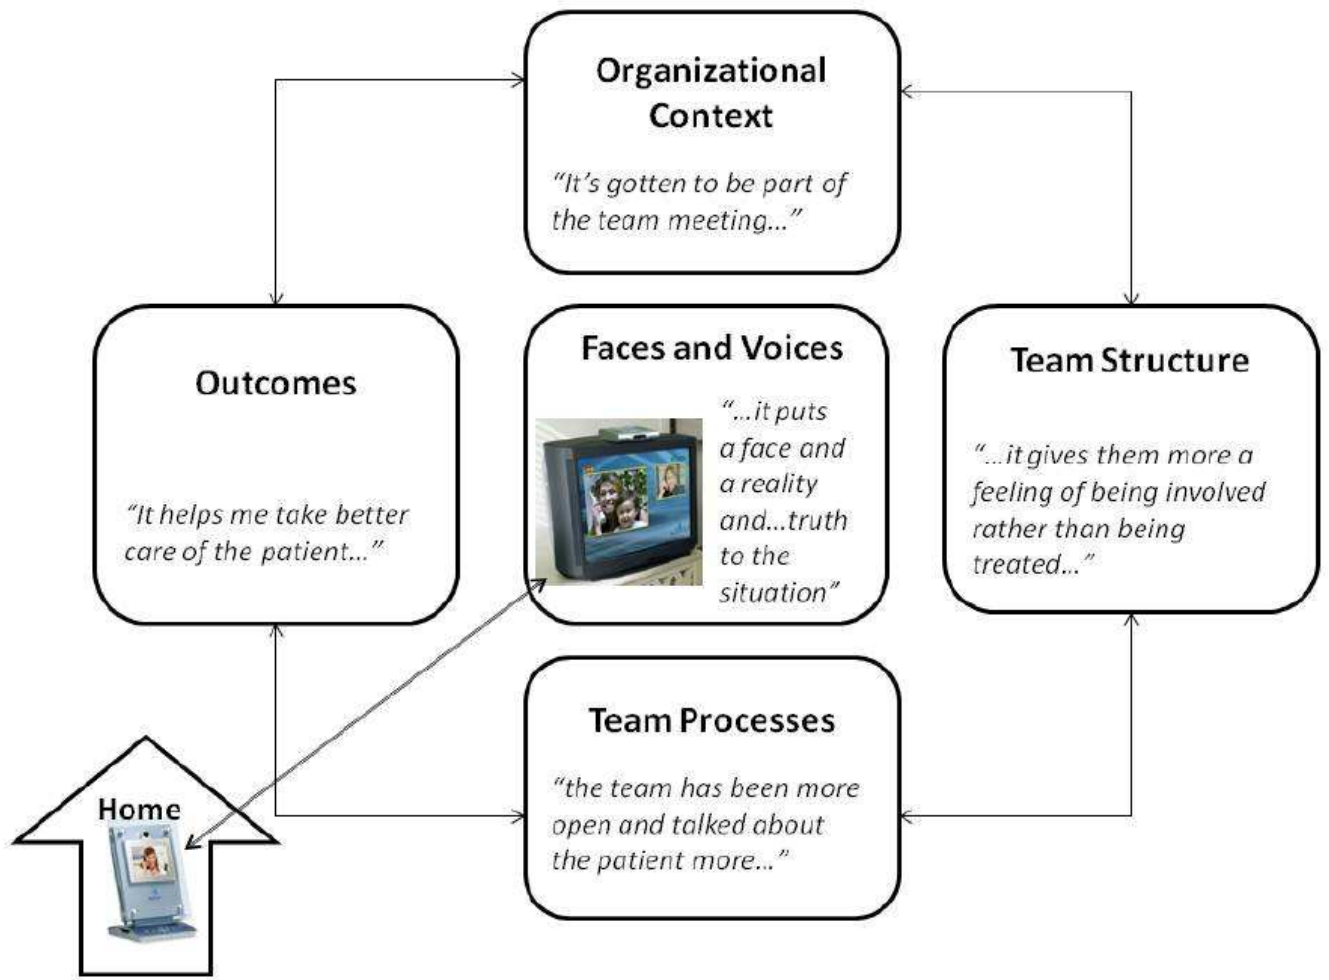 Organizational
Context
“It’s gotten to be part of
the team meeting...”
Outcomes
“It helps me take better
care of the patient...”
Faces and Voices
“...it puts
a face and
a reality
and...truth
to the
situation”
Team Structure
“...it gives them more a
feeling of being involved
rather than being
treated...”
Team Processes
“the team has been more
open and talked about
the patient more...”
Home